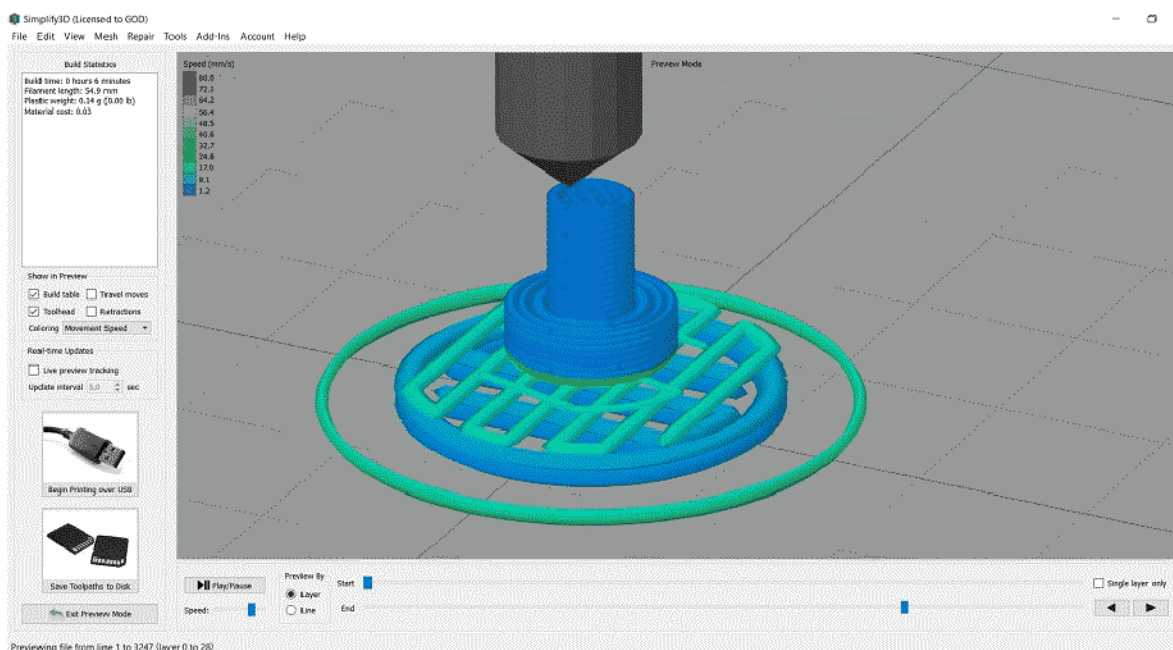 Simplify3D (Licensed to GOD)
File Edit View Mesh Repair Tools Add-Ins Account Help
Build Statistics
Build time: 0 hours 6 minutes
Filament length: 54.9 mm
Plastic weight: 0.14 g (0.00 lb)
Material cost: 0.03
Speed (mm/s)
80.0
72.1
64.2
56.4
48.5
40.6
32.7
24.8
17.0
9.1
1.2
Preview Mode
Show in Preview
Build table Travel moves
Toolhead Retractions
Coloring Movement Speed
Real-time Updates
Live preview tracking
Update interval 5,0 sec
Begin Printing over USB
Save Toolpaths to Disk
Exit Preview Mode
Play/Pause
Speed:
Preview By
Layer
Line
Start
End
Single layer only
Previewing file from line 1 to 3247 (layer 0 to 28)